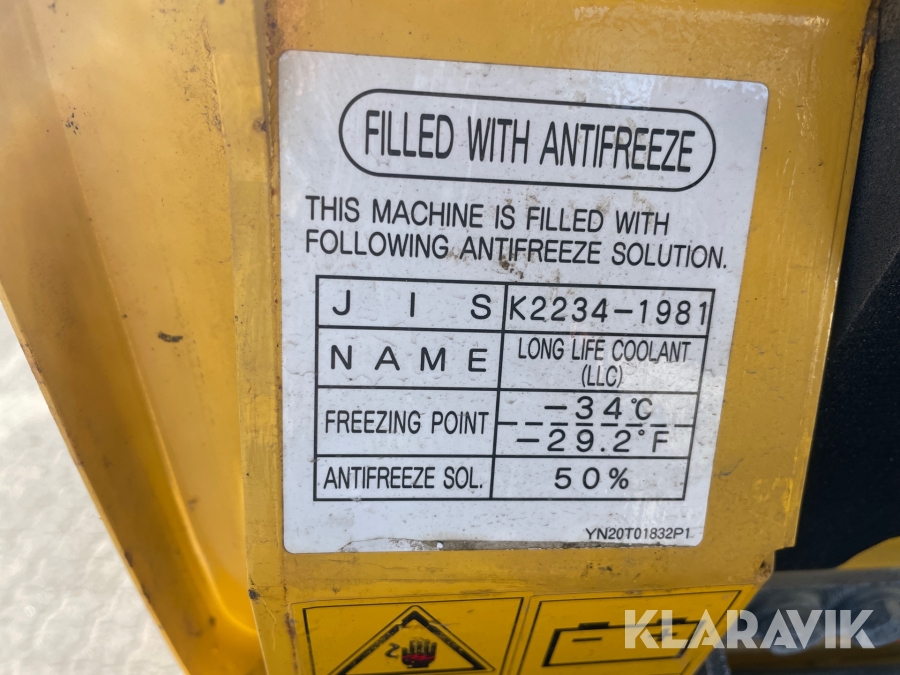 FILLED WITH ANTIFREEZE
THIS MACHINE IS FILLED WITH
FOLLOWING ANTIFREEZE SOLUTION.
JIS K2234-1981
NAME LONG LIFE COOLANT
(LLC)
FREEZING POINT -34°C
-29.2°F
ANTIFREEZE SOL. 50%
YN20T01832P1
KLARAVIK